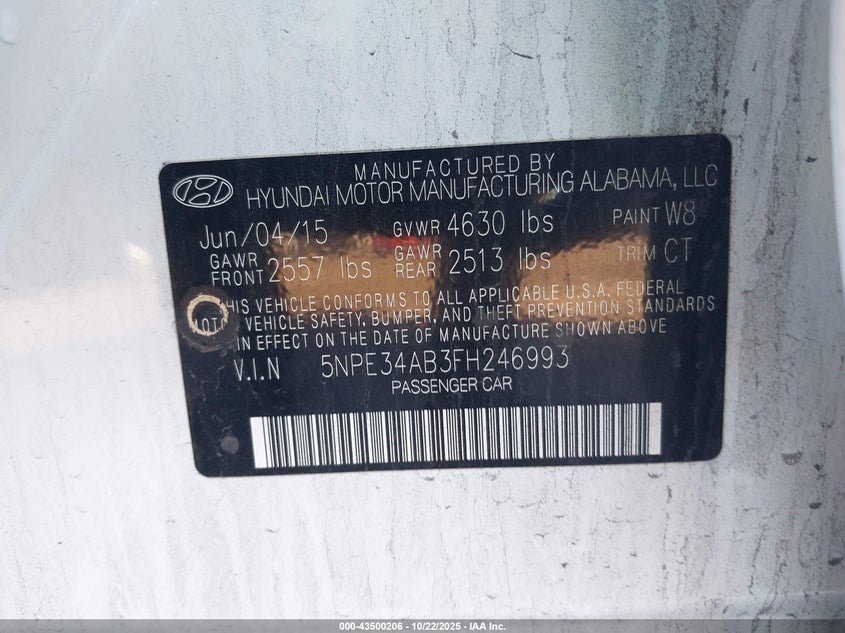 MANUFACTURED BY
HYUNDAI MOTOR MANUFACTURING ALABAMA, LLC
Jun/04/15 GVWR 4630 lbs PAINT W8
GAWR FRONT 2557 lbs GAWR REAR 2513 lbs TRIM CT
THIS VEHICLE CONFORMS TO ALL APPLICABLE U.S.A. FEDERAL
MOTOR VEHICLE SAFETY, BUMPER, AND THEFT PREVENTION STANDARDS
IN EFFECT ON THE DATE OF MANUFACTURE SHOWN ABOVE
V.I.N 5NPE34AB3FH246993
PASSENGER CAR
000-43500206 - 10/22/2025 - IAA Inc.